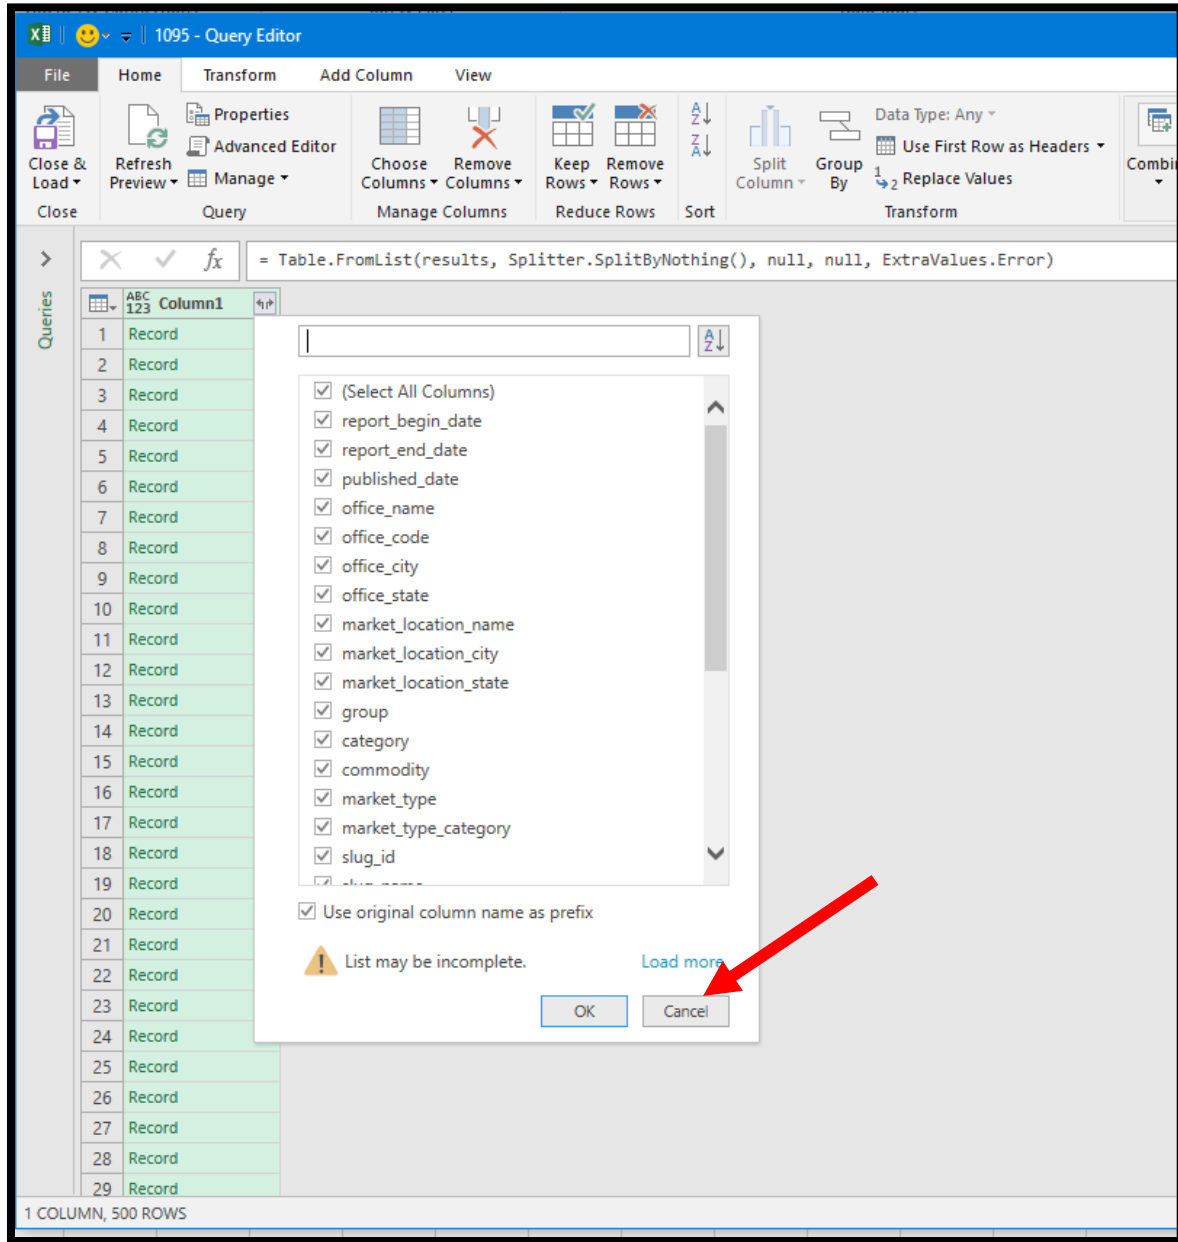 1095 - Query Editor
File Home Transform Add Column View
Close & Load
Refresh Preview
Properties
Advanced Editor
Manage
Choose Columns
Remove Columns
Keep Rows
Remove Rows
A Z
Z A
Split Column
Group By
Data Type: Any
Use First Row as Headers
1 2 Replace Values
Combin
Close Query Manage Columns Reduce Rows Sort Transform
fx = Table.FromList(results, Splitter.SplitByNothing(), null, null, ExtraValues.Error)
Queries
ABC 123 Column1
1 Record
2 Record
3 Record
4 Record
5 Record
6 Record
7 Record
8 Record
9 Record
10 Record
11 Record
12 Record
13 Record
14 Record
15 Record
16 Record
17 Record
18 Record
19 Record
20 Record
21 Record
22 Record
23 Record
24 Record
25 Record
26 Record
27 Record
28 Record
29 Record
A Z
(Select All Columns)
report_begin_date
report_end_date
published_date
office_name
office_code
office_city
office_state
market_location_name
market_location_city
market_location_state
group
category
commodity
market_type
market_type_category
slug_id
slug_name
Use original column name as prefix
List may be incomplete. Load more
OK Cancel
1 COLUMN, 500 ROWS